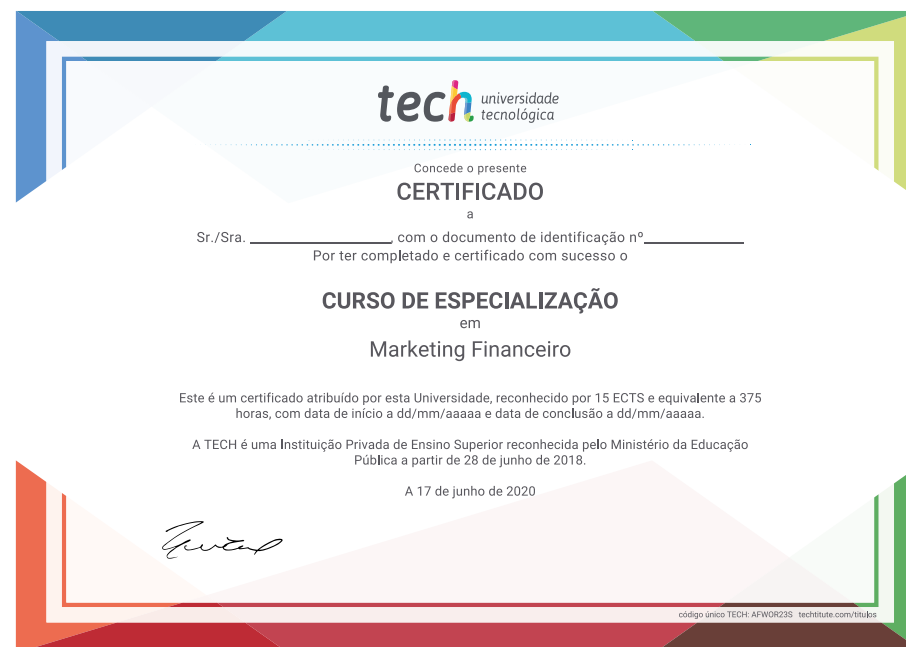 tech universidade
tecnológica
Concede o presente
CERTIFICADO
a
Sr./Sra. ____________________, com o documento de identificação nº______________
Por ter completado e certificado com sucesso o
CURSO DE ESPECIALIZAÇÃO
em
Marketing Financeiro
Este é um certificado atribuído por esta Universidade, reconhecido por 15 ECTS e equivalente a 375
horas, com data de início a dd/mm/aaaaa e data de conclusão a dd/mm/aaaaa.
A TECH é uma Instituição Privada de Ensino Superior reconhecida pelo Ministério da Educação
Pública a partir de 28 de junho de 2018.
A 17 de junho de 2020
código único TECH: AFWOR23S techtitute.com/titulos